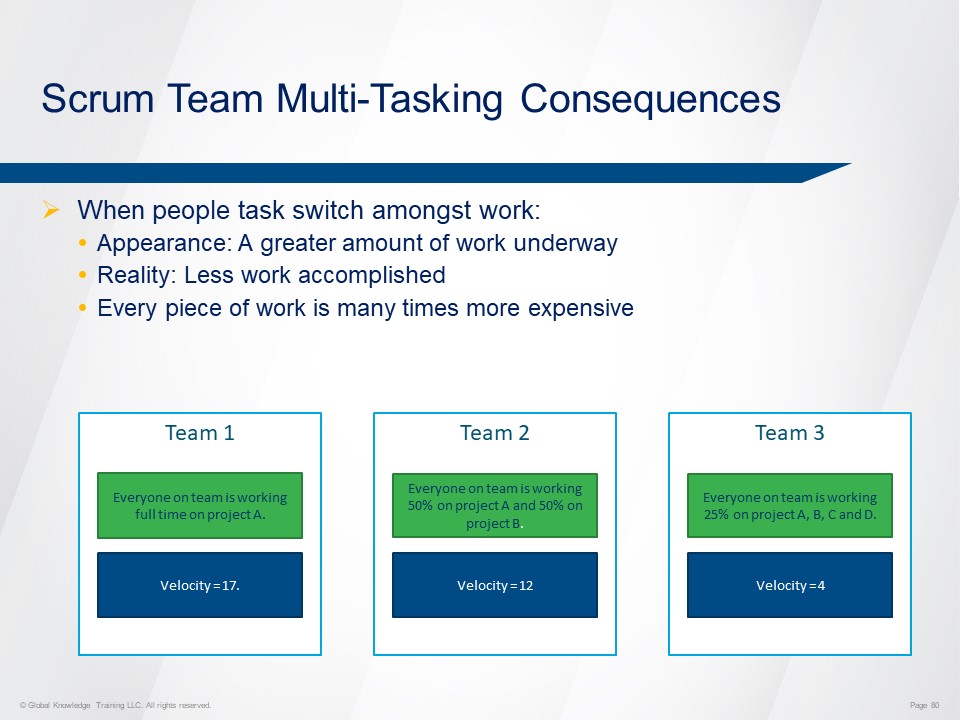 Scrum Team Multi-Tasking Consequences
When people task switch amongst work:
Appearance: A greater amount of work underway
Reality: Less work accomplished
Every piece of work is many times more expensive
Team 1
Everyone on team is working
full time on project A.
Velocity =17.
Team 2
Everyone on team is working
50% on project A and 50% on
project B.
Velocity =12
Team 3
Everyone on team is working
25% on project A, B, C and D.
Velocity =4
© Global Knowledge Training LLC. All rights reserved.
Page 80